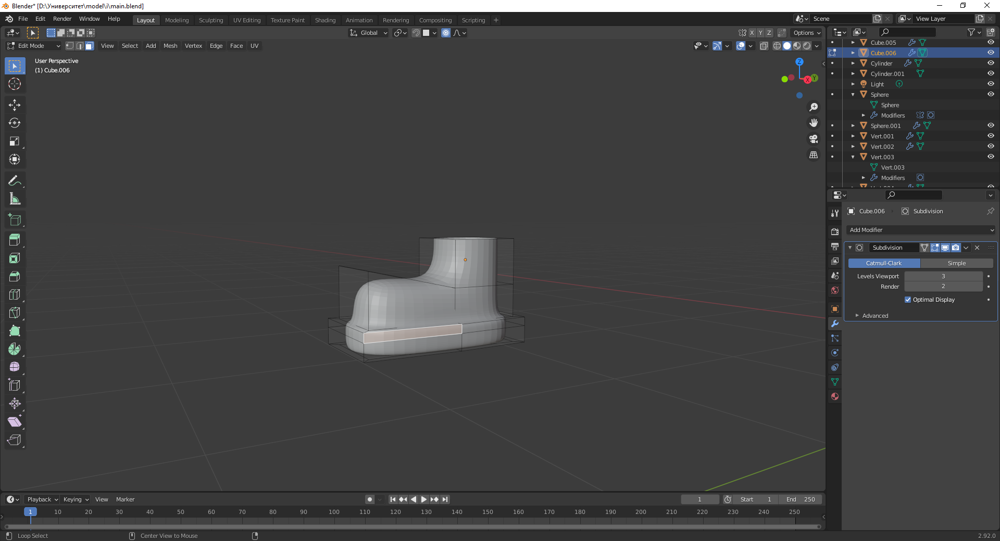 Blender* [D:\Университет\model\i\main.blend]
File Edit Render Window Help
Layout Modeling Sculpting UV Editing Texture Paint Shading Animation Rendering Compositing Scripting
Scene
View Layer
Global
X Y Z
Options
Edit Mode
View Select Add Mesh Vertex Edge Face UV
User Perspective
(1) Cube.006
Z
X
Y
Cube.005
Cube.006
Cylinder
Cylinder.001
Light
Sphere
Sphere
Modifiers
Sphere.001
Vert.001
Vert.002
Vert.003
Vert.003
Modifiers
Cube.006
Subdivision
Add Modifier
Subdivision
Catmull-Clark
Simple
Levels Viewport 3
Render 2
Optimal Display
Advanced
Playback Keying View Marker
1
Start 1
End 250
1 10 20 30 40 50 60 70 80 90 100 110 120 130 140 150 160 170 180 190 200 210 220 230 240 250
Loop Select
Center View to Mouse
2.92.0